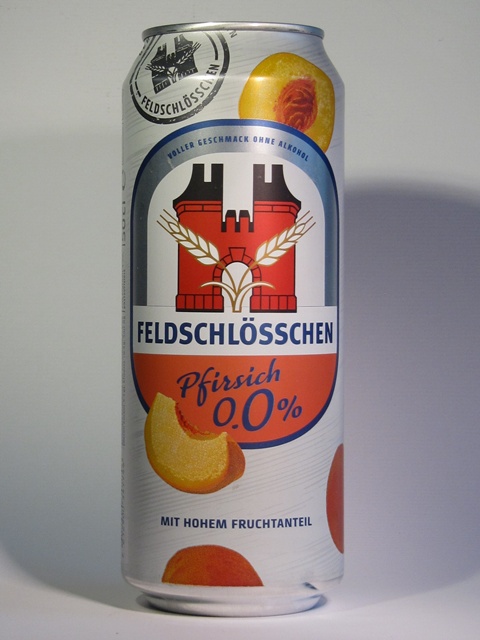 FELDSCHLÖSSCHEN
VOLLER GESCHMACK OHNE ALKOHOL
FELDSCHLÖSSCHEN
Pfirsich
0.0%
MIT HOHEM FRUCHTANTEIL